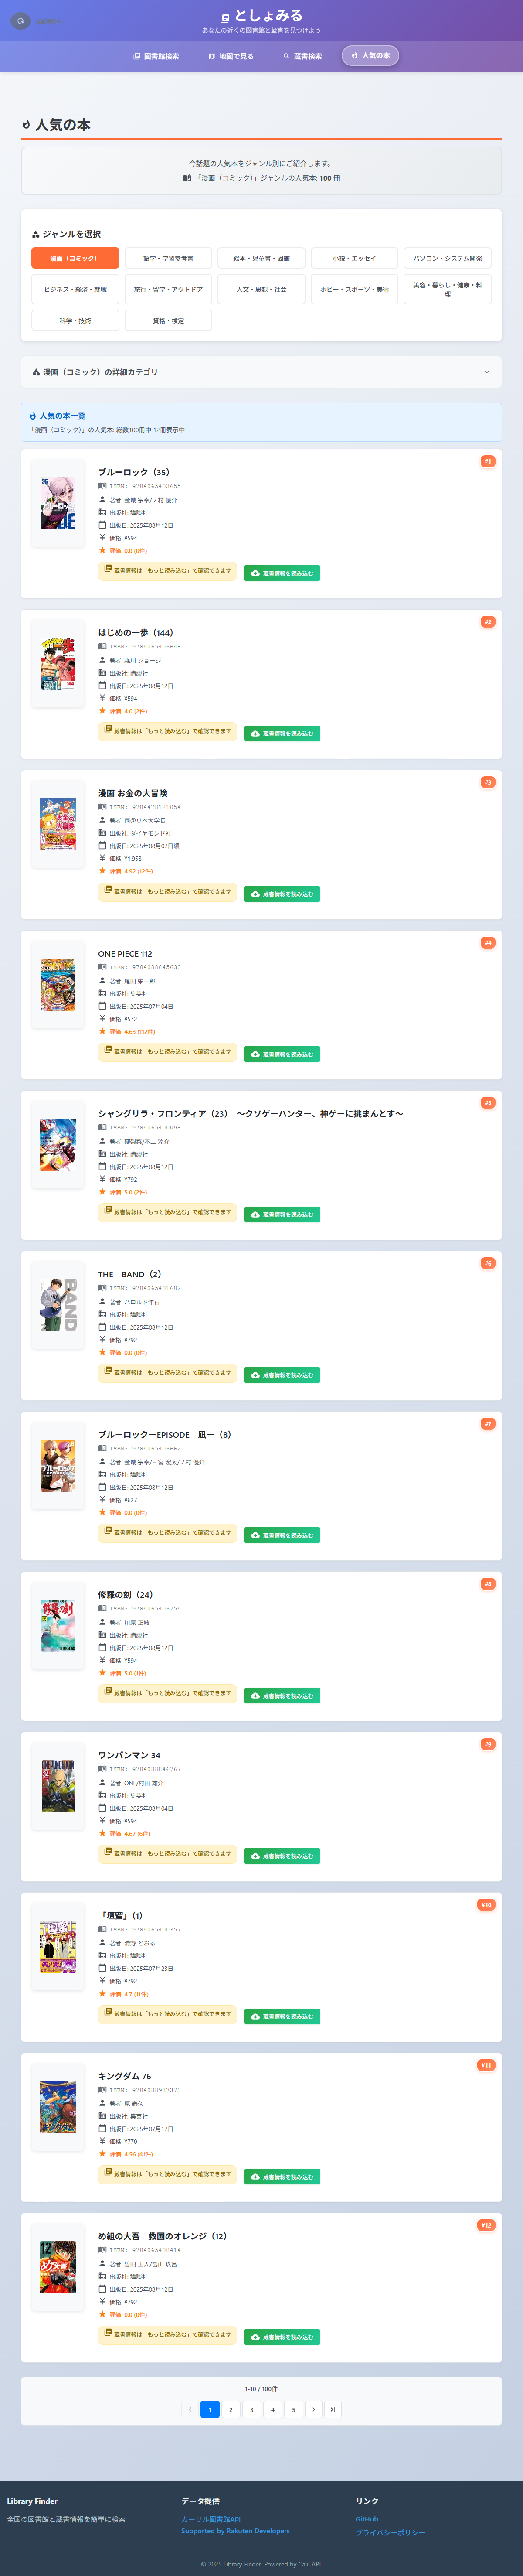 としょみる
あなたの近くの図書館と蔵書を見つけよう
図書館検索
地図で見る
蔵書検索
人気の本
人気の本
今話題の人気本をジャンル別にご紹介します。
「漫画（コミック）」ジャンルの人気本: 100 冊
ジャンルを選択
漫画（コミック）
語学・学習参考書
絵本・児童書・図鑑
小説・エッセイ
パソコン・システム開発
ビジネス・経済・就職
旅行・留学・アウトドア
人文・思想・社会
ホビー・スポーツ・美術
美容・暮らし・健康・料
理
科学・技術
資格・検定
漫画（コミック）の詳細カテゴリ
人気の本一覧
「漫画（コミック）」の人気本: 総数100冊中 12冊表示中
#1
ブルーロック（35）
ISBN: 9784065403655
著者: 金城 宗幸/ノ村 優介
出版社: 講談社
出版日: 2025年08月12日
価格: ¥594
評価: 0.0 (0件)
蔵書情報は「もっと読み込む」で確認できます
蔵書情報を読み込む
#2
はじめの一歩（144）
ISBN: 9784065403648
著者: 森川 ジョージ
出版社: 講談社
出版日: 2025年08月12日
価格: ¥594
評価: 4.0 (2件)
蔵書情報は「もっと読み込む」で確認できます
蔵書情報を読み込む
#3
漫画 お金の大冒険
ISBN: 9784478121054
著者: 両@リベ大学長
出版社: ダイヤモンド社
出版日: 2025年08月07日頃
価格: ¥1,958
評価: 4.92 (12件)
蔵書情報は「もっと読み込む」で確認できます
蔵書情報を読み込む
#4
ONE PIECE 112
ISBN: 9784088845630
著者: 尾田 栄一郎
出版社: 集英社
出版日: 2025年07月04日
価格: ¥572
評価: 4.63 (112件)
蔵書情報は「もっと読み込む」で確認できます
蔵書情報を読み込む
#5
シャングリラ・フロンティア（23） ～クソゲーハンター、神ゲーに挑まんとす～
ISBN: 9784065400098
著者: 硬梨菜/不二 涼介
出版社: 講談社
出版日: 2025年08月12日
価格: ¥792
評価: 5.0 (2件)
蔵書情報は「もっと読み込む」で確認できます
蔵書情報を読み込む
#6
THE　BAND（2）
ISBN: 9784065401682
著者: ハロルド作石
出版社: 講談社
出版日: 2025年08月12日
価格: ¥792
評価: 0.0 (0件)
蔵書情報は「もっと読み込む」で確認できます
蔵書情報を読み込む
#7
ブルーロックーEPISODE　凪ー（8）
ISBN: 9784065403662
著者: 金城 宗幸/三宮 宏太/ノ村 優介
出版社: 講談社
出版日: 2025年08月12日
価格: ¥627
評価: 0.0 (0件)
蔵書情報は「もっと読み込む」で確認できます
蔵書情報を読み込む
#8
修羅の刻（24）
ISBN: 9784065403259
著者: 川原 正敏
出版社: 講談社
出版日: 2025年08月12日
価格: ¥594
評価: 5.0 (1件)
蔵書情報は「もっと読み込む」で確認できます
蔵書情報を読み込む
#9
ワンパンマン 34
ISBN: 9784088846767
著者: ONE/村田 雄介
出版社: 集英社
出版日: 2025年08月04日
価格: ¥594
評価: 4.67 (6件)
蔵書情報は「もっと読み込む」で確認できます
蔵書情報を読み込む
#10
「壇蜜」（1）
ISBN: 9784065400357
著者: 清野 とおる
出版社: 講談社
出版日: 2025年07月23日
価格: ¥792
評価: 4.7 (11件)
蔵書情報は「もっと読み込む」で確認できます
蔵書情報を読み込む
#11
キングダム 76
ISBN: 9784088937373
著者: 原 泰久
出版社: 集英社
出版日: 2025年07月17日
価格: ¥770
評価: 4.56 (41件)
蔵書情報は「もっと読み込む」で確認できます
蔵書情報を読み込む
#12
め組の大吾　救国のオレンジ（12）
ISBN: 9784065408414
著者: 曽田 正人/冨山 玖呂
出版社: 講談社
出版日: 2025年08月12日
価格: ¥792
評価: 0.0 (0件)
蔵書情報は「もっと読み込む」で確認できます
蔵書情報を読み込む
1-10 / 100件
1 2 3 4 5
Library Finder
全国の図書館と蔵書情報を簡単に検索
データ提供
カーリル図書館API
Supported by Rakuten Developers
リンク
GitHub
プライバシーポリシー
© 2025 Library Finder. Powered by Calil API.